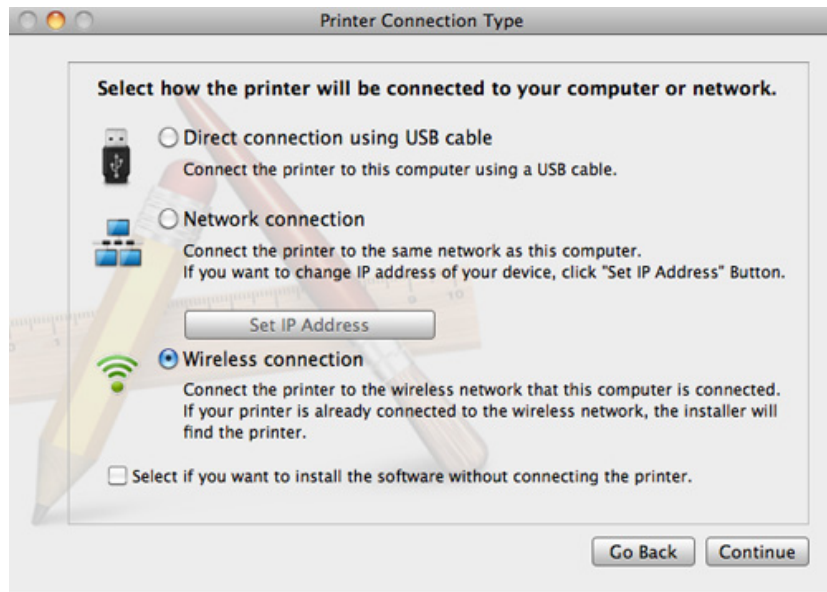 Printer Connection Type
Select how the printer will be connected to your computer or network.
Direct connection using USB cable
Connect the printer to this computer using a USB cable.
Network connection
Connect the printer to the same network as this computer.
If you want to change IP address of your device, click "Set IP Address" Button.
Set IP Address
Wireless connection
Connect the printer to the wireless network that this computer is connected.
If your printer is already connected to the wireless network, the installer will
find the printer.
Select if you want to install the software without connecting the printer.
Go Back
Continue